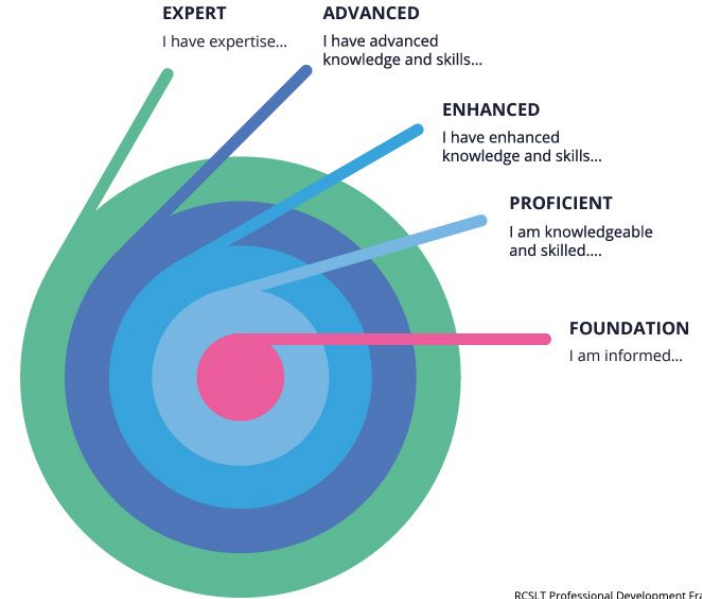 EXPERT
I have expertise...
ADVANCED
I have advanced
knowledge and skills...
ENHANCED
I have enhanced
knowledge and skills...
PROFICIENT
I am knowledgeable
and skilled....
FOUNDATION
I am informed...
RCSLT Professional Development